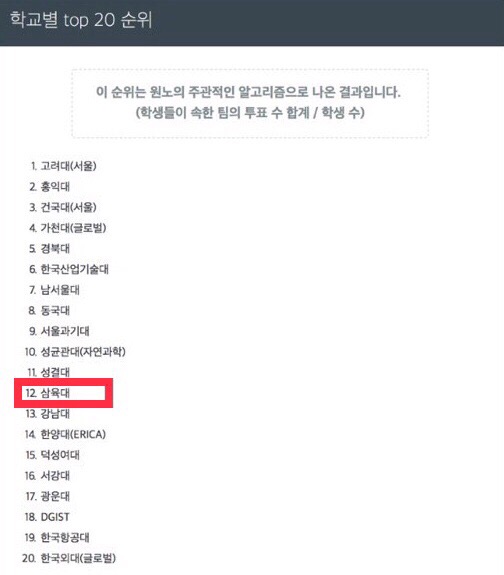 학교별 top 20 순위
이 순위는 원노의 주관적인 알고리즘으로 나온 결과입니다.
(학생들이 속한 팀의 투표 수 합계 / 학생 수)
1. 고려대(서울)
2. 홍익대
3. 건국대(서울)
4. 가천대(글로벌)
5. 경북대
6. 한국산업기술대
7. 남서울대
8. 동국대
9. 서울과기대
10. 성균관대(자연과학)
11. 성결대
12. 삼육대
13. 강남대
14. 한양대(ERICA)
15. 덕성여대
16. 서강대
17. 광운대
18. DGIST
19. 한국항공대
20. 한국외대(글로벌)